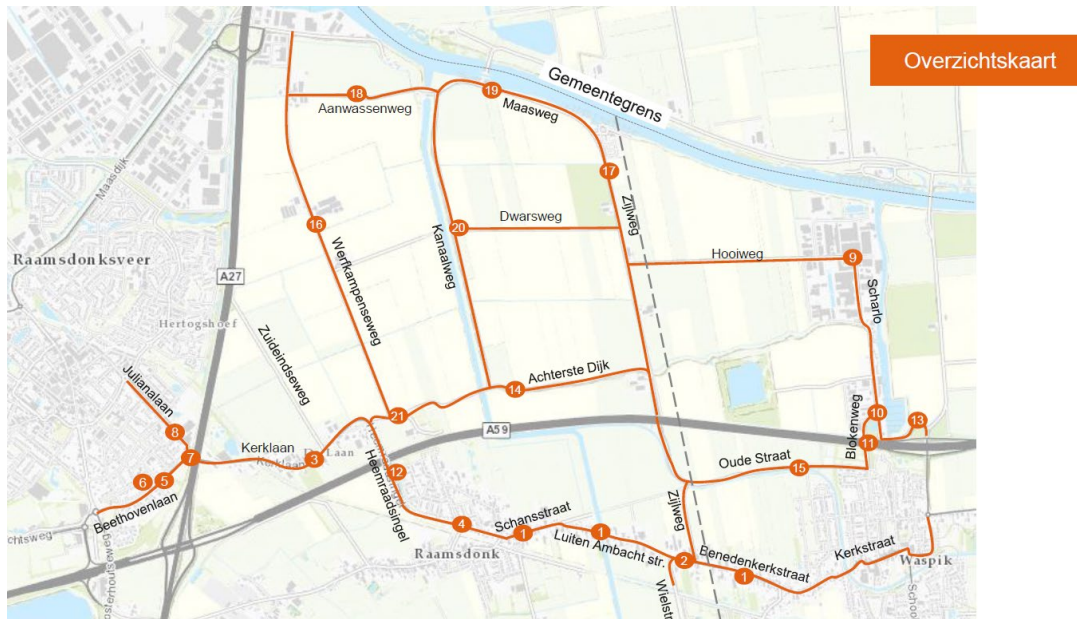 Overzichtskaart
Gemeentegrens
18
Aanwassenweg
19
Maasweg
Maasdijk
17
16
20
Dwarsweg
Zijlweg
Kanaalweg
Hooiweg
9
Raamsdonksveer
A27
Werfkampenseweg
Scharlo
Hertogshoef
Zuideindseweg
Julianalaan
Achterste Dijk
14
21
10
13
8
A59
Blokenweg
11
7
Kerklaan
3
Oude Straat
15
6
5
12
Heemraadsingel
Beethovenlaan
Zijlweg
4
Schansstraat
1
1
Raamsdonk
Luiten Ambacht str.
2
Benedenkerkstraat
1
Kerkstraat
Waspik